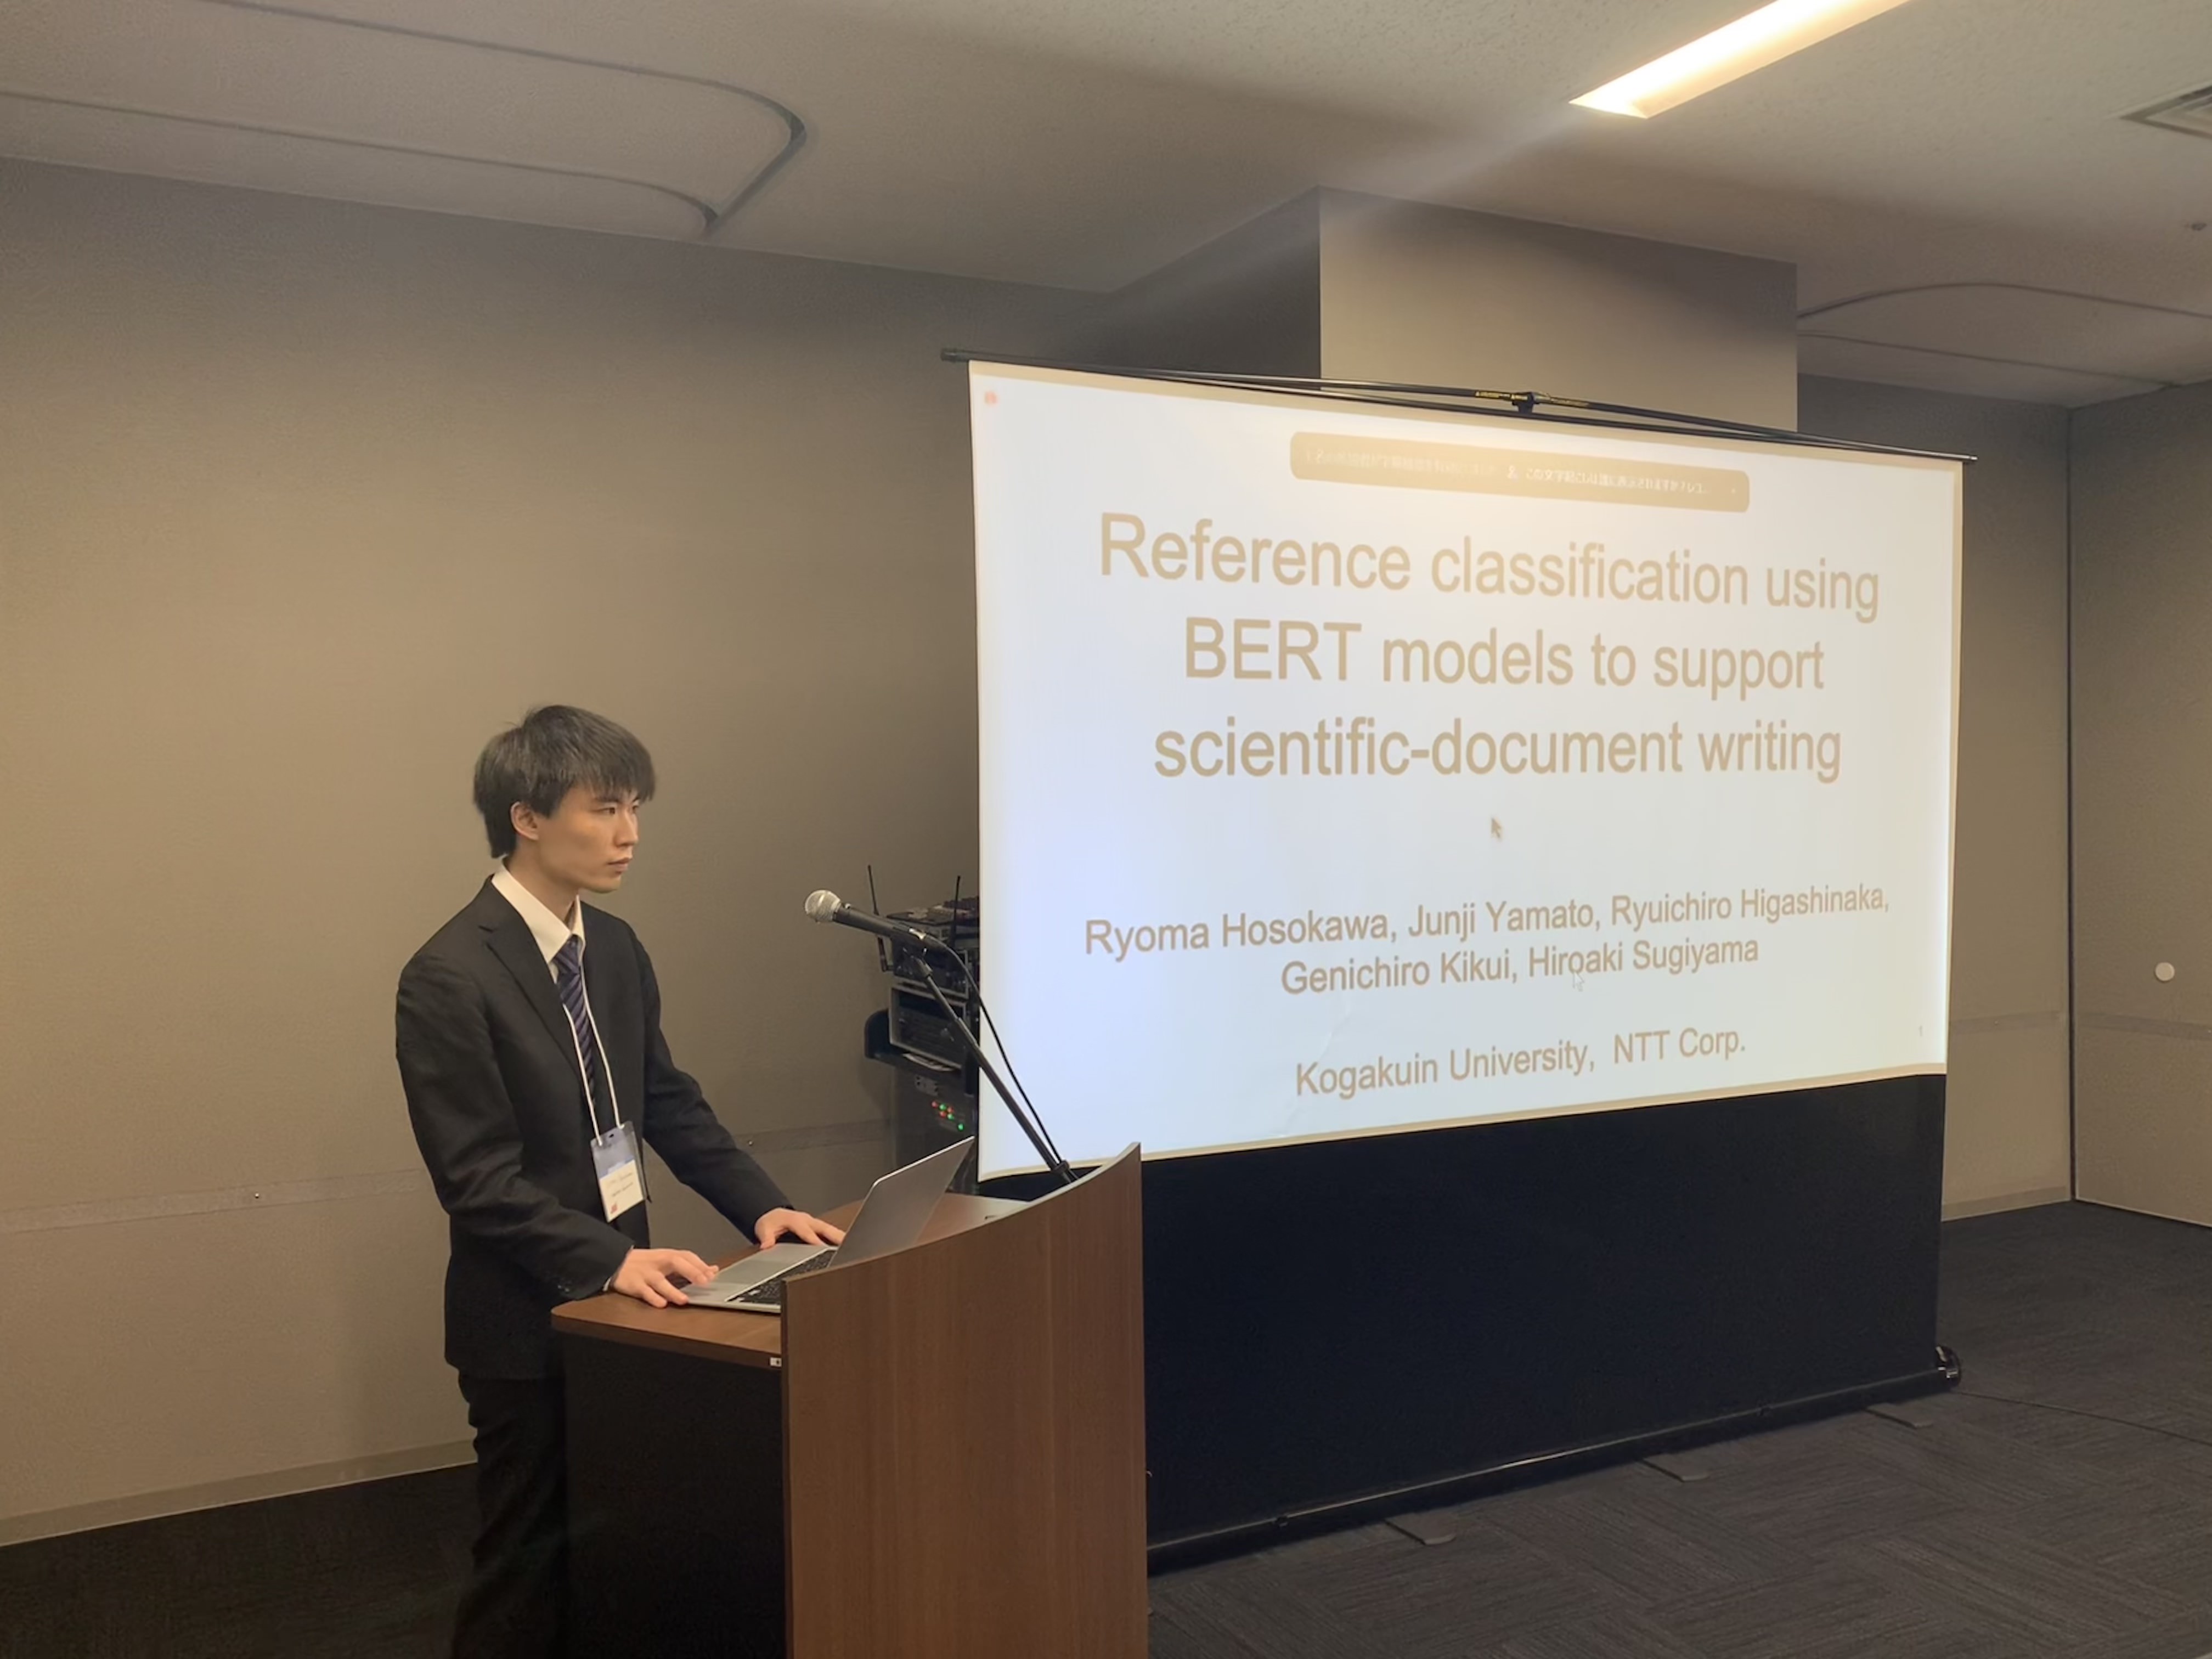 Reference classification using
BERT models to support
scientific-document writing
Ryoma Hosokawa, Junji Yamato, Ryuichiro Higashinaka,
Genichiro Kikui, Hiroaki Sugiyama
Kogakuin University, NTT Corp.
1